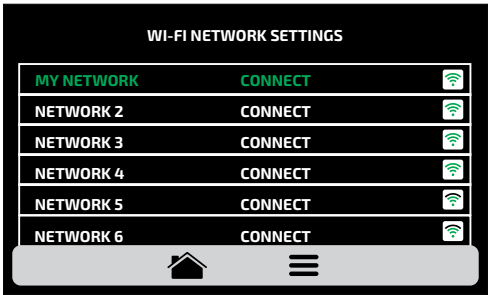 WI-FI NETWORK SETTINGS
MY NETWORK CONNECT
NETWORK 2 CONNECT
NETWORK 3 CONNECT
NETWORK 4 CONNECT
NETWORK 5 CONNECT
NETWORK 6 CONNECT